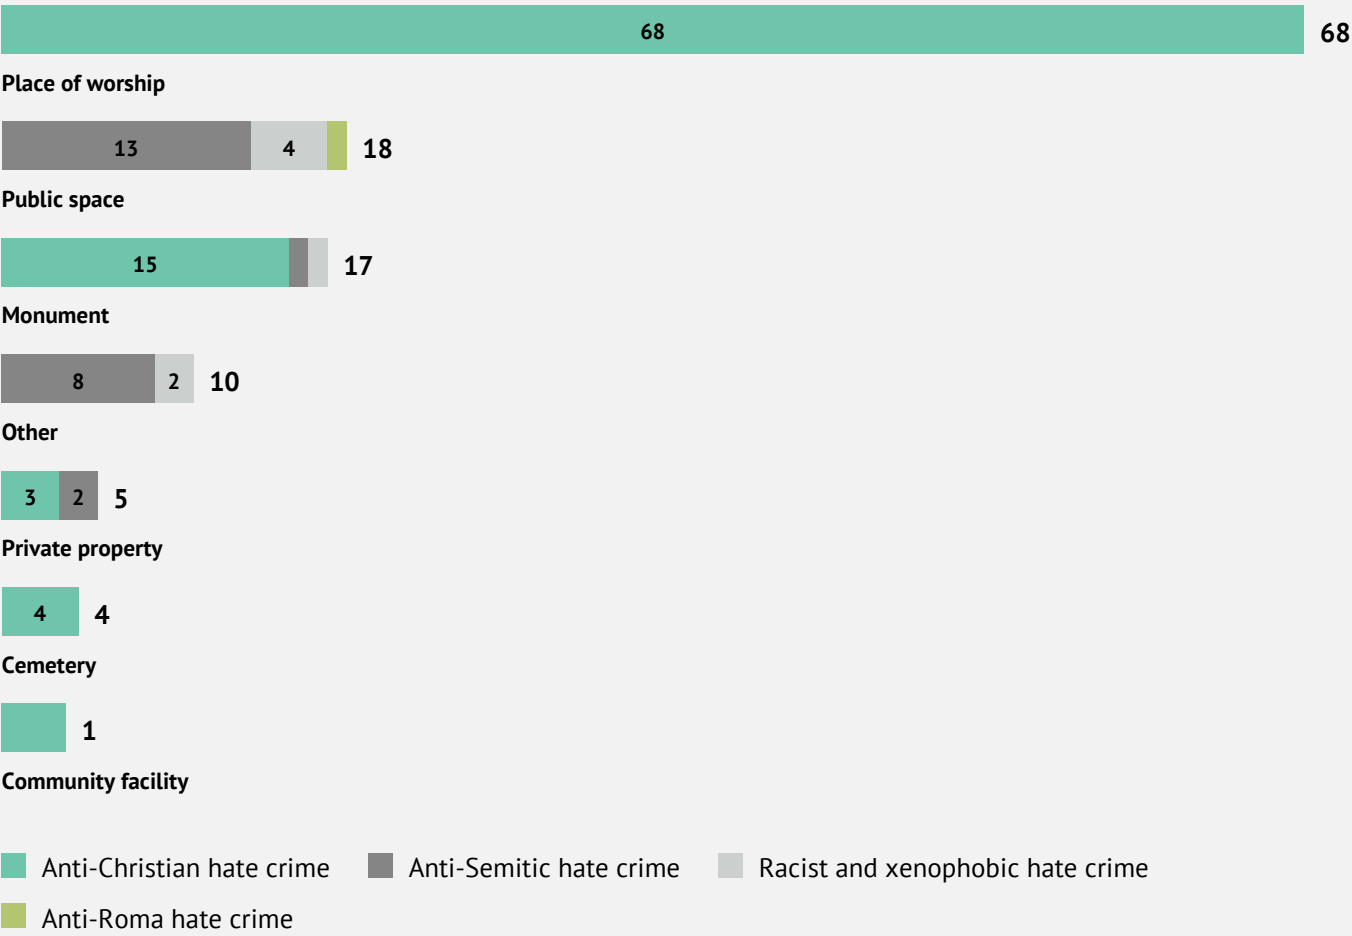 68 68
Place of worship
13 4 18
Public space
15 17
Monument
8 2 10
Other
3 2 5
Private property
4 4
Cemetery
1
Community facility
Anti-Christian hate crime Anti-Semitic hate crime Racist and xenophobic hate crime
Anti-Roma hate crime